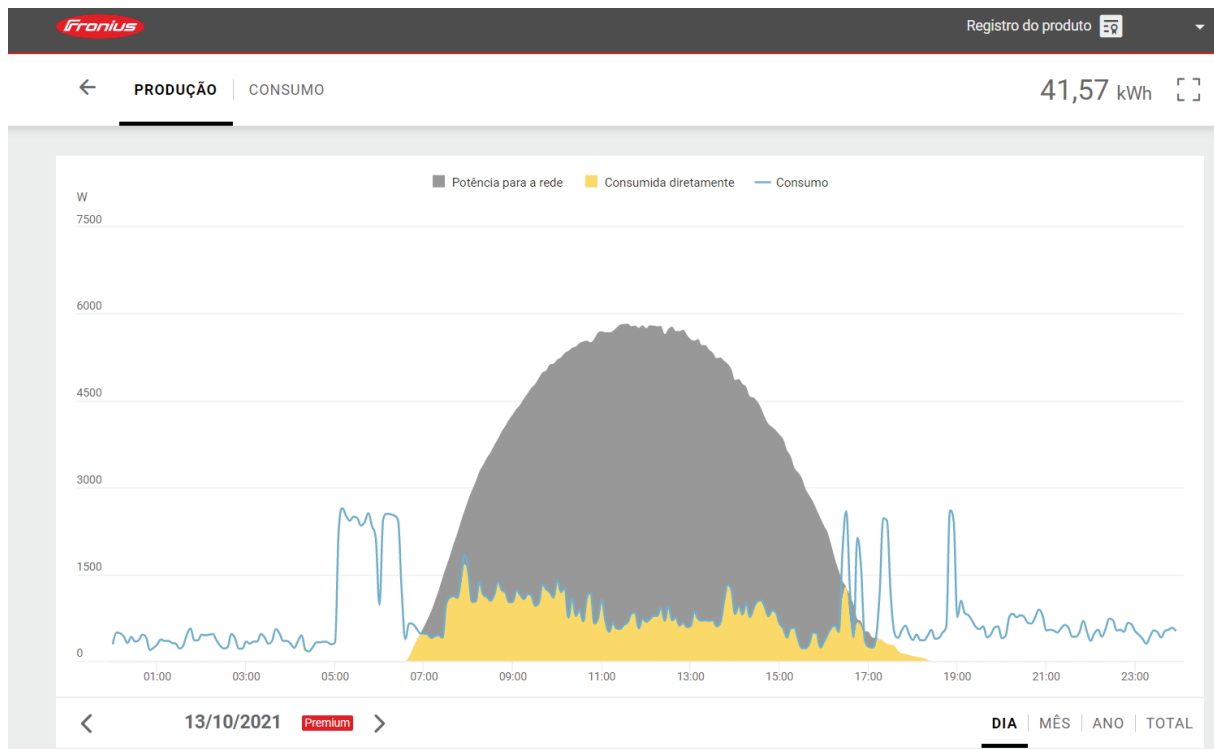 Fronius
Registro do produto
PRODUÇÃO CONSUMO
41,57 kWh
Potência para a rede Consumida diretamente Consumo
W
7500
6000
4500
3000
1500
0
01:00 03:00 05:00 07:00 09:00 11:00 13:00 15:00 17:00 19:00 21:00 23:00
13/10/2021 Premium
DIA MÊS ANO TOTAL